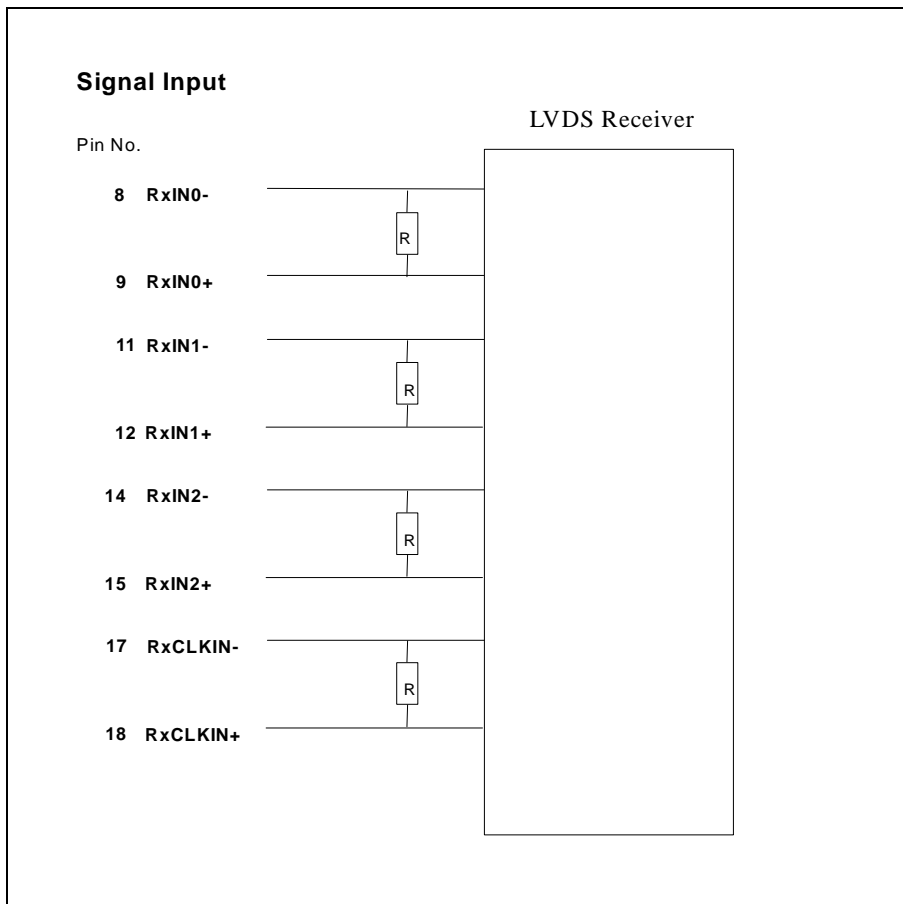 Signal Input
LVDS Receiver
Pin No.
8 RxIN0-
R
9 RxIN0+
11 RxIN1-
R
12 RxIN1+
14 RxIN2-
R
15 RxIN2+
17 RxCLKIN-
R
18 RxCLKIN+